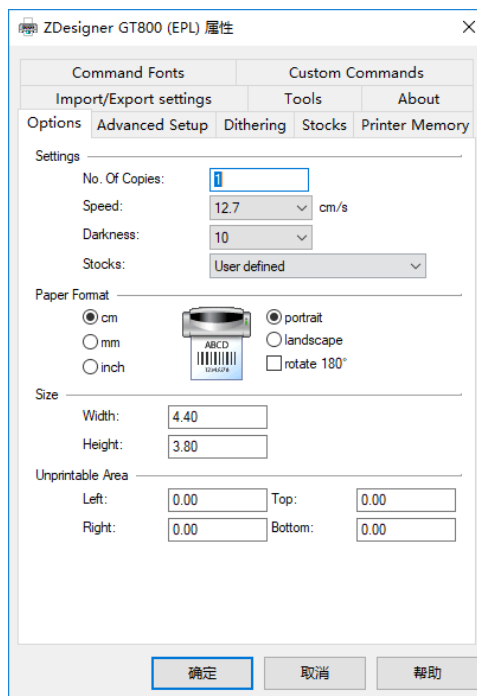 ZDesigner GT800 (EPL) 属性
Command Fonts Custom Commands
Import/Export settings Tools About
Options Advanced Setup Dithering Stocks Printer Memory
Settings
No. Of Copies: 1
Speed: 12.7 cm/s
Darkness: 10
Stocks: User defined
Paper Format
cm portrait
mm landscape
inch rotate 180°
ABCD
12345678
Size
Width: 4.40
Height: 3.80
Unprintable Area
Left: 0.00 Top: 0.00
Right: 0.00 Bottom: 0.00
确定 取消 帮助